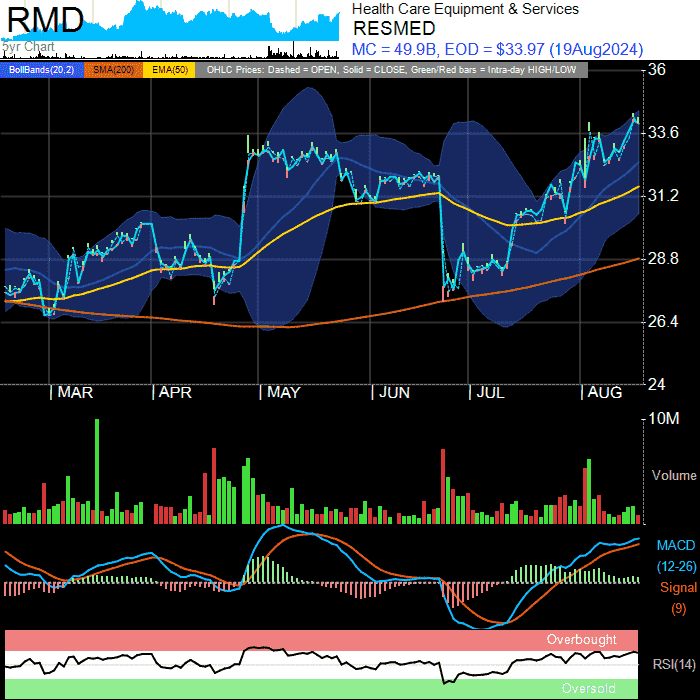 RMD
5yr Chart
Health Care Equipment & Services
RESMED
MC = 49.9B, EOD = $33.97 (19Aug2024)
BollBands(20,2) SMA(200) EMA(50) OHLC Prices: Dashed = OPEN, Solid = CLOSE, Green/Red bars = Intra-day HIGH/LOW
36
33.6
31.2
28.8
26.4
24
MAR APR MAY JUN JUL AUG
10M
Volume
MACD
(12-26)
Signal
(9)
Overbought
RSI(14)
Oversold